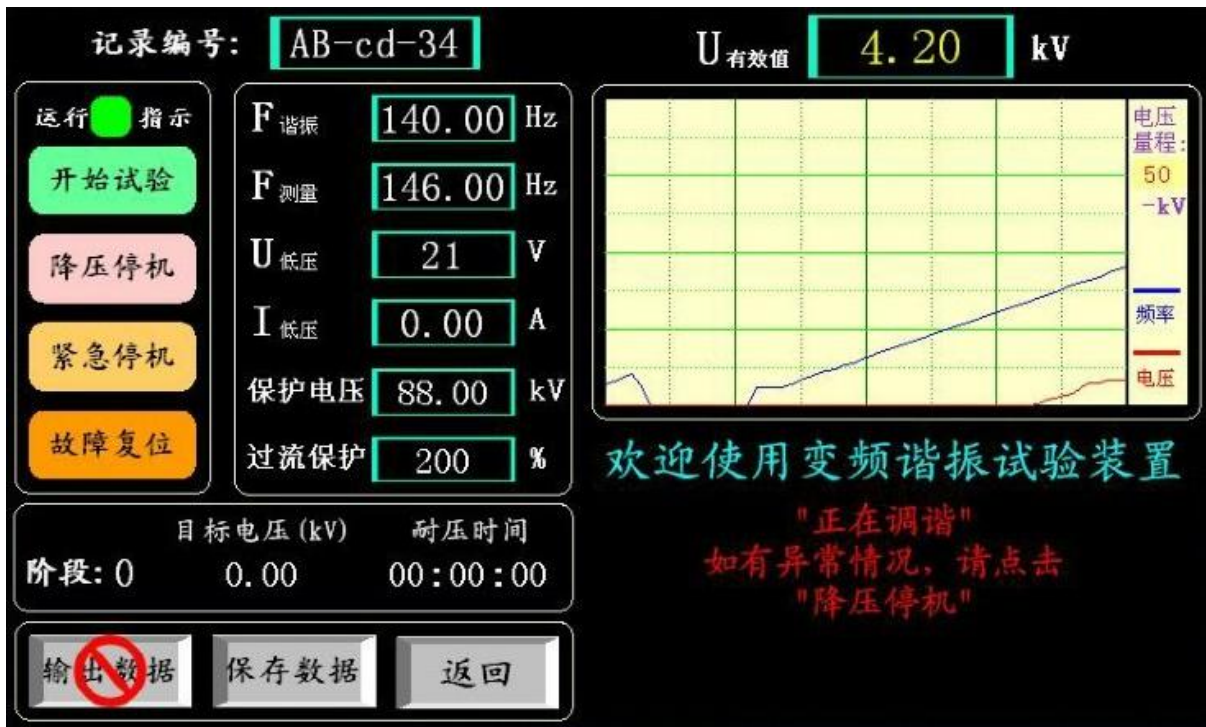 记录编号: AB-cd-34
U有效值 4.20 kV
运行 指示
开始试验
降压停机
紧急停机
故障复位
F谐振 140.00 Hz
F测量 146.00 Hz
U低压 21 V
I低压 0.00 A
保护电压 88.00 kV
过流保护 200 %
电压
量程:
50
-kV
频率
电压
欢迎使用变频谐振试验装置
"正在调谐"
如有异常情况, 请点击
"降压停机"
目标电压(kV) 耐压时间
阶段: 0 0.00 00:00:00
输出数据 保存数据 返回